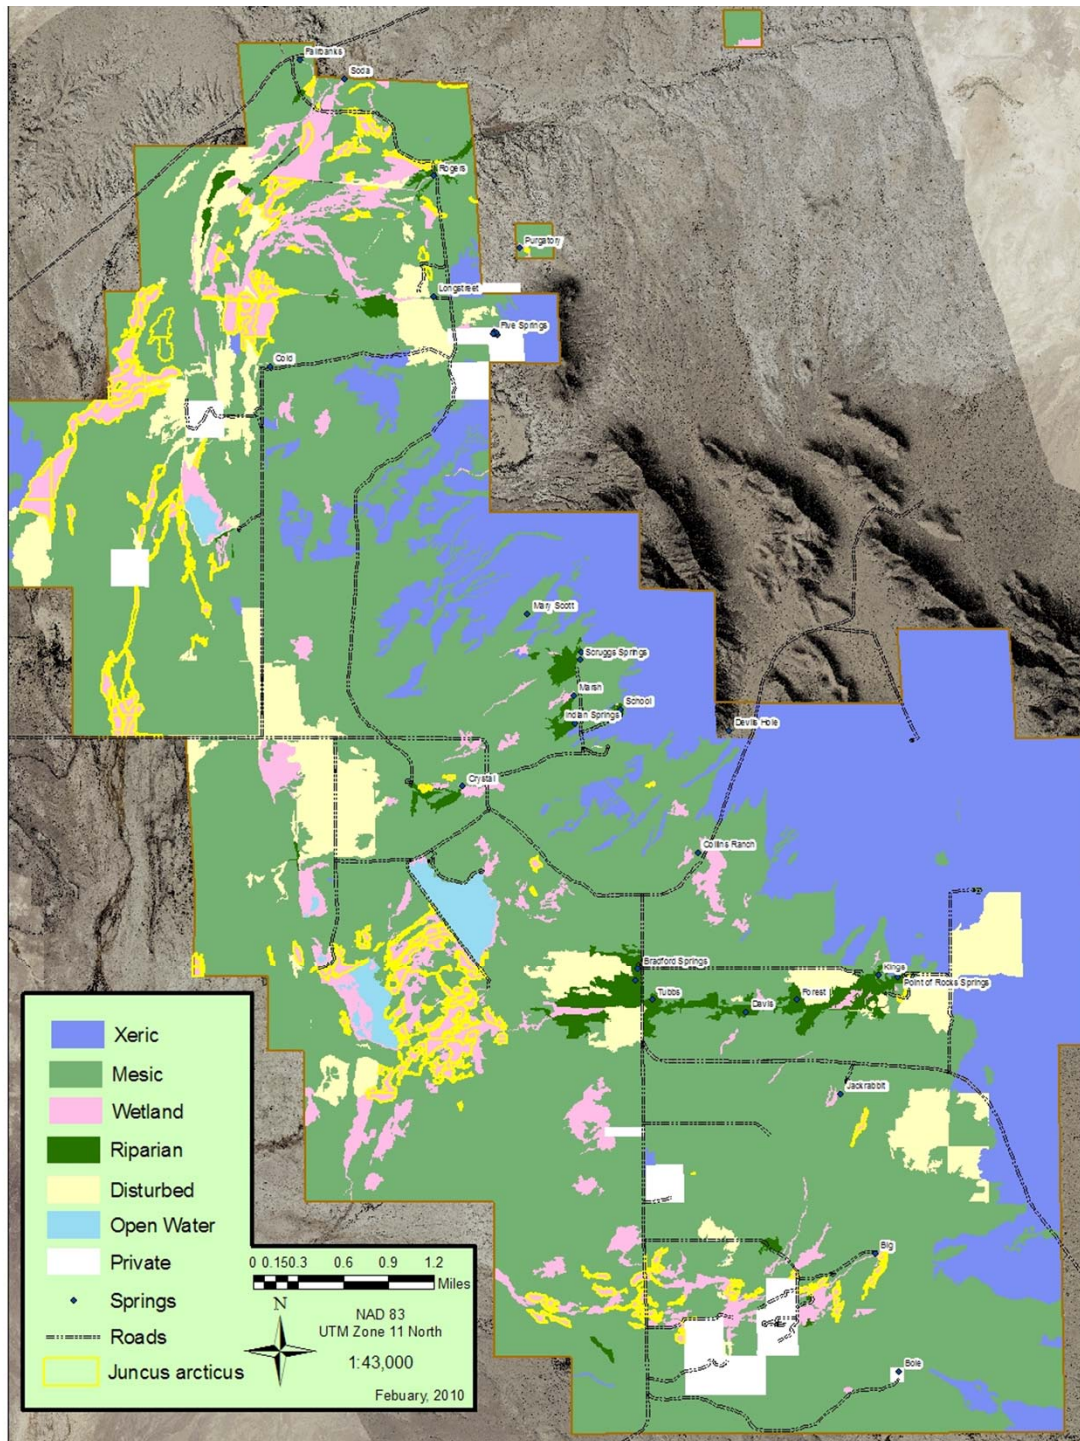 Fairbanks
Soda
Rogers
Purgatory
Longstreet
Five Springs
Cold
Mary Scott
Scruggs Springs
Marsh
School
Indian Springs
Devils Hole
Crystal
Collins Ranch
Bradford Springs
Kings
Point of Rocks Springs
Tubbs
Forest
Davis
Jackrabbit
Big
Bole
Xeric
Mesic
Wetland
Riparian
Disturbed
Open Water
Private
Springs
Roads
Juncus arcticus
0 0.150.3 0.6 0.9 1.2
Miles
N
NAD 83
UTM Zone 11 North
1:43,000
Febuary, 2010